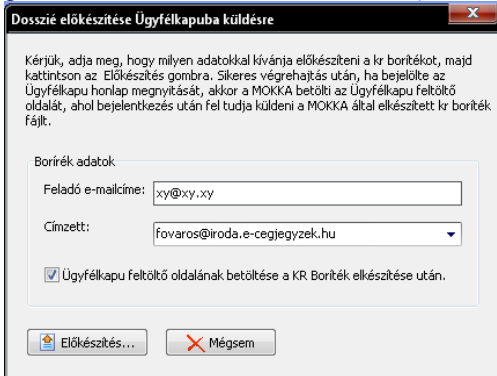 Dosszié előkészítése Ügyfélkapuba küldésre
Kérjük, adja meg, hogy milyen adatokkal kívánja előkészíteni a kr borítékot, majd
kattintson az Előkészítés gombra. Sikeres végrehajtás után, ha bejelölte az
Ügyfélkapu honlap megnyitását, akkor a MOKKA betölti az Ügyfélkapu feltöltő
oldalát, ahol bejelentkezés után fel tudja küldeni a MOKKA által elkészített kr boríték
fájlt.
Borírék adatok
Feladó e-mailcíme: xy@xy.xy
Címzett: fovaros@iroda.e-cegjegyzek.hu
Ügyfélkapu feltöltő oldalának betöltése a KR Boríték elkészítése után.
Előkészítés... Mégsem